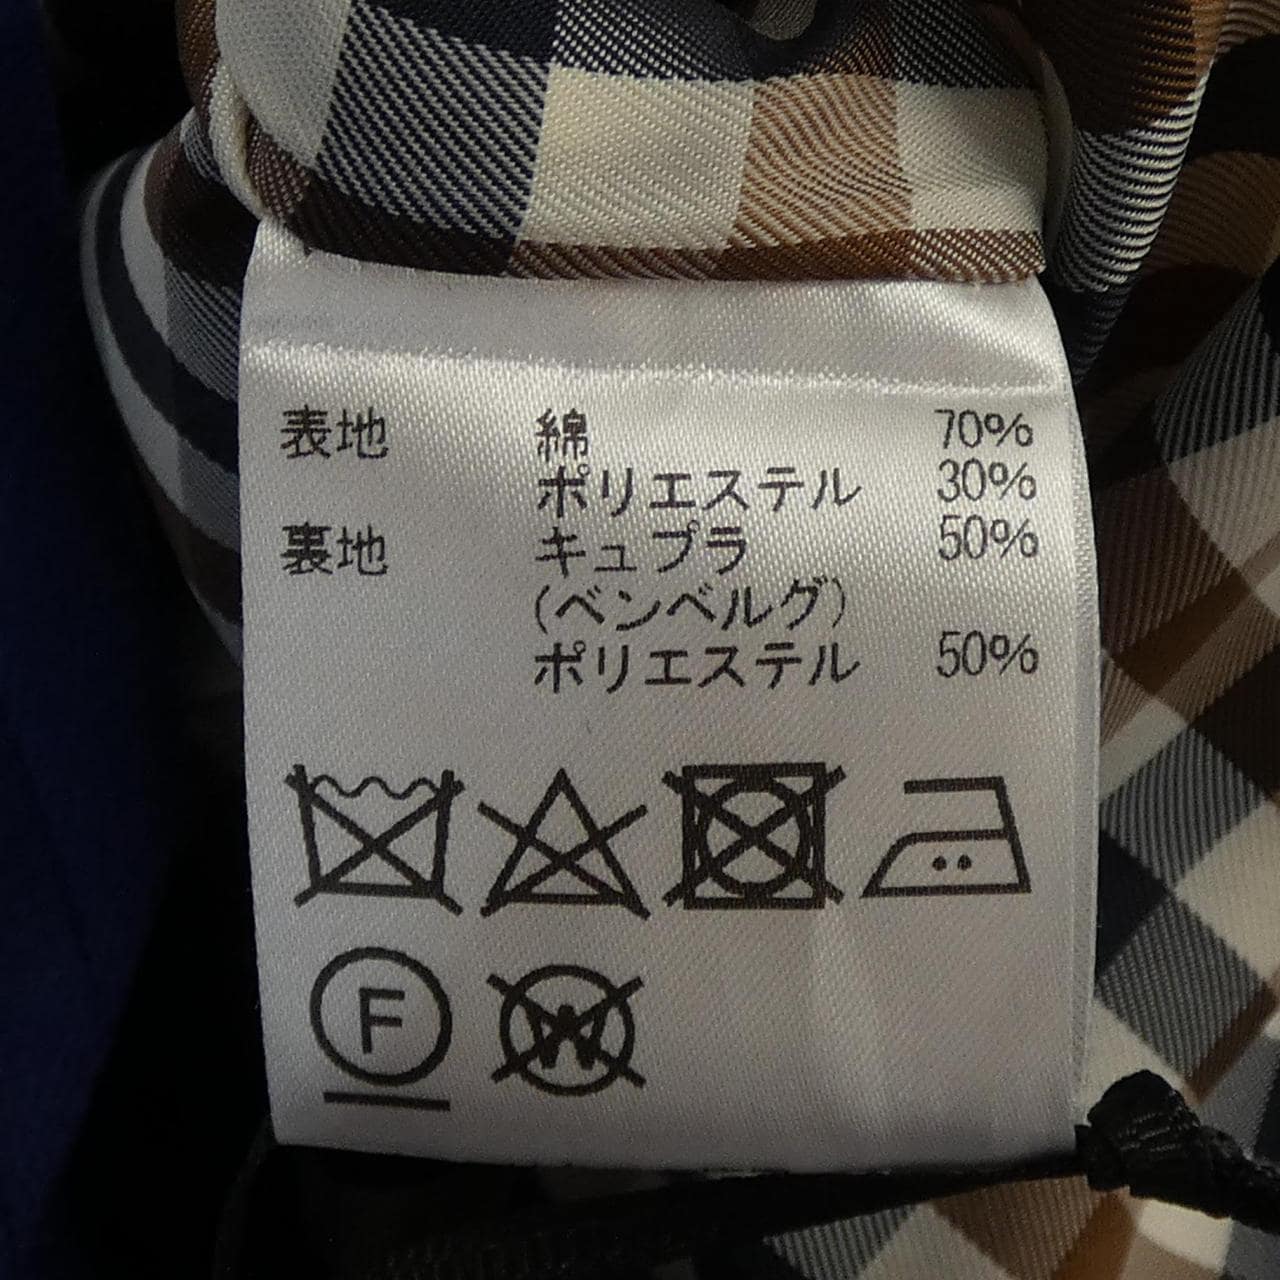 表地 綿 70%
ポリエステル 30%
裏地 キュプラ 50%
(ベンベルグ)
ポリエステル 50%
F
W